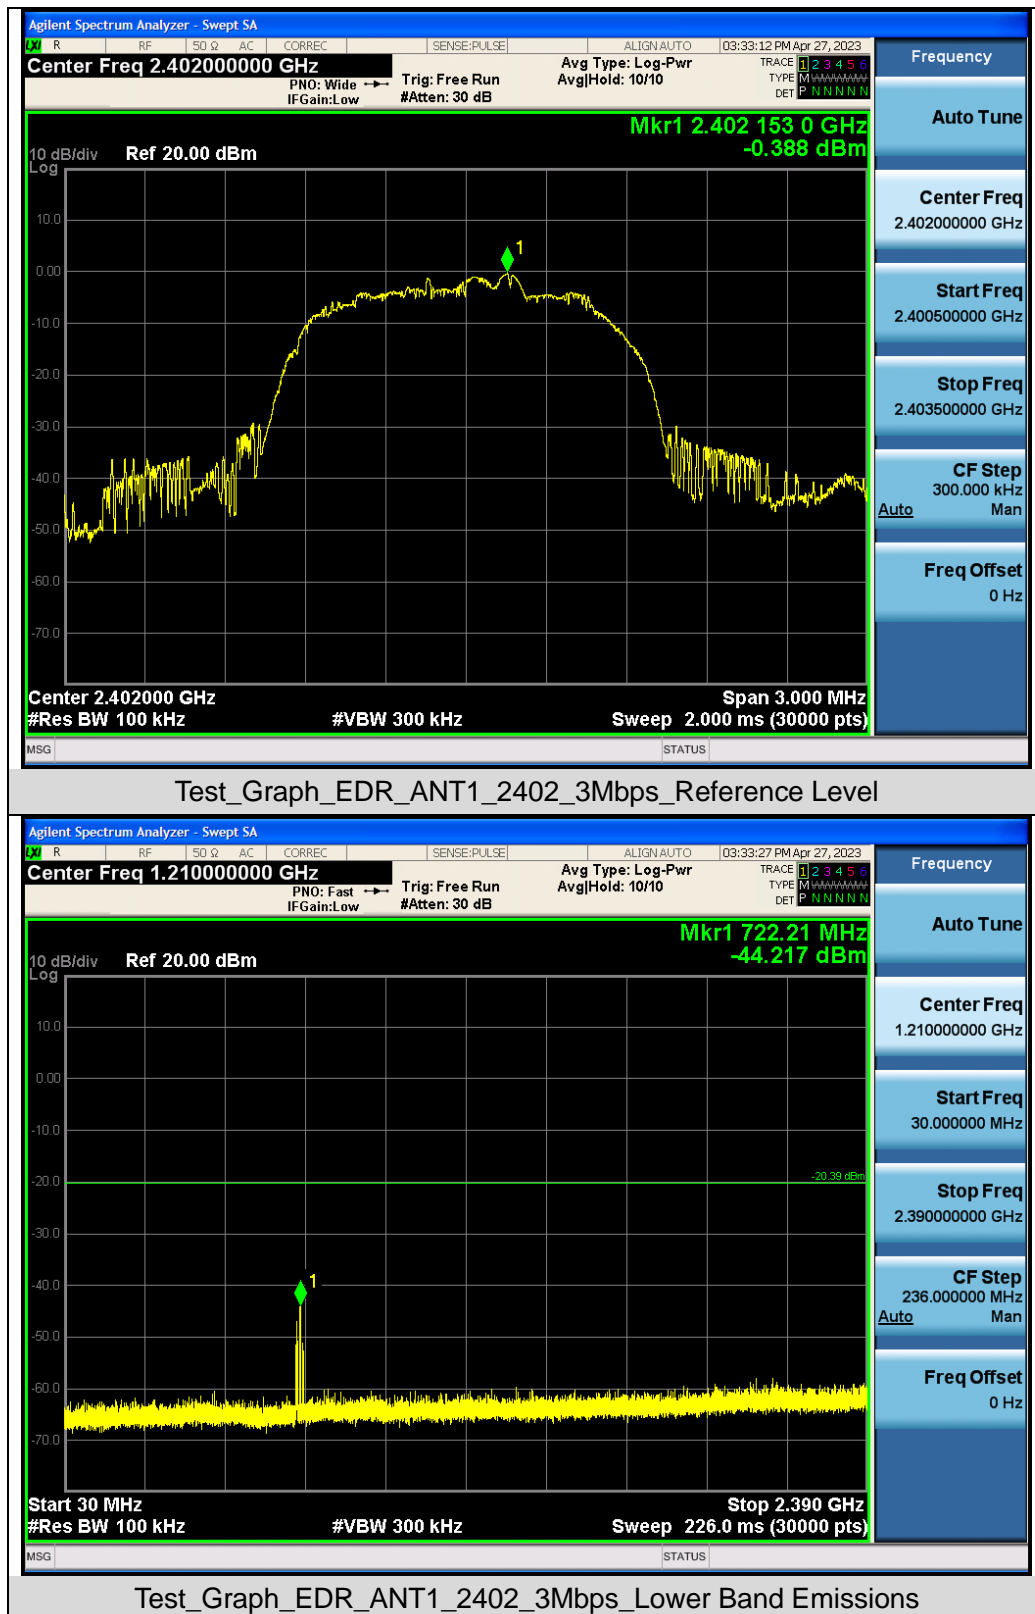 Agilent Spectrum Analyzer - Swept SA
LXI R RF 50 Ω AC CORREC SENSE:PULSE ALIGN AUTO 03:33:12 PM Apr 27, 2023
Center Freq 2.402000000 GHz
PNO: Wide
IFGain:Low
Trig: Free Run
#Atten: 30 dB
Avg Type: Log-Pwr
Avg|Hold: 10/10
TRACE 1 2 3 4 5 6
TYPE M WWWWW
DET P N N N N N
Frequency
Auto Tune
Mkr1 2.402 153 0 GHz
-0.388 dBm
10 dB/div Ref 20.00 dBm
Log
10.0
0.00
-10.0
-20.0
-30.0
-40.0
-50.0
-60.0
-70.0
1
Center Freq
2.402000000 GHz
Start Freq
2.400500000 GHz
Stop Freq
2.403500000 GHz
CF Step
300.000 kHz
Auto Man
Freq Offset
0 Hz
Center 2.402000 GHz Span 3.000 MHz
#Res BW 100 kHz #VBW 300 kHz Sweep 2.000 ms (30000 pts)
MSG STATUS
Test_Graph_EDR_ANT1_2402_3Mbps_Reference Level
Agilent Spectrum Analyzer - Swept SA
LXI R RF 50 Ω AC CORREC SENSE:PULSE ALIGN AUTO 03:33:27 PM Apr 27, 2023
Center Freq 1.210000000 GHz
PNO: Fast
IFGain:Low
Trig: Free Run
#Atten: 30 dB
Avg Type: Log-Pwr
Avg|Hold: 10/10
TRACE 1 2 3 4 5 6
TYPE M WWWWW
DET P N N N N N
Frequency
Auto Tune
Mkr1 722.21 MHz
-44.217 dBm
10 dB/div Ref 20.00 dBm
Log
10.0
0.00
-10.0
-20.0
-30.0
-40.0
-50.0
-60.0
-70.0
-20.39 dBm
1
Center Freq
1.210000000 GHz
Start Freq
30.000000 MHz
Stop Freq
2.390000000 GHz
CF Step
236.000000 MHz
Auto Man
Freq Offset
0 Hz
Start 30 MHz Stop 2.390 GHz
#Res BW 100 kHz #VBW 300 kHz Sweep 226.0 ms (30000 pts)
MSG STATUS
Test_Graph_EDR_ANT1_2402_3Mbps_Lower Band Emissions